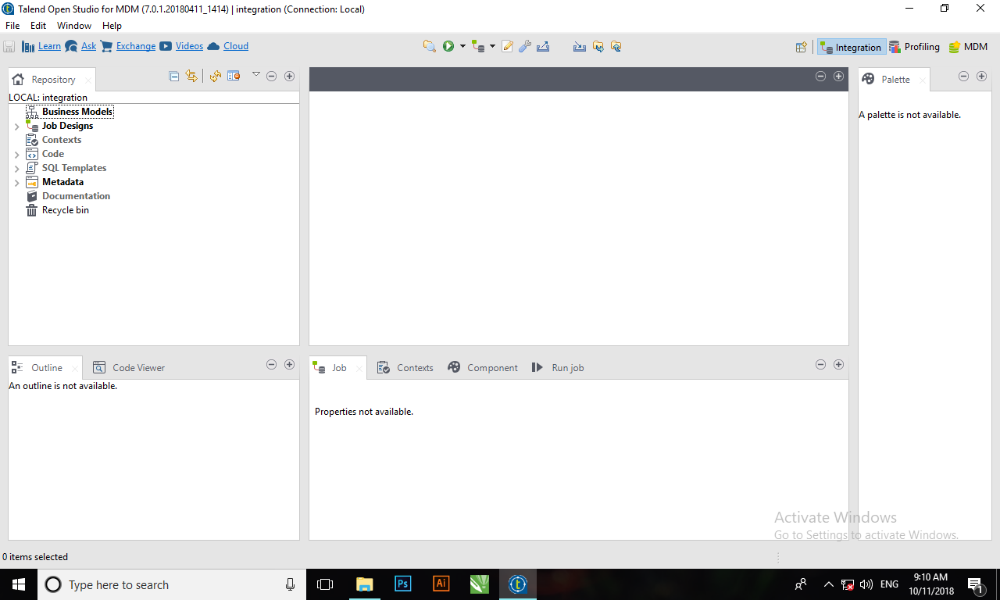 Talend Open Studio for MDM (7.0.1.20180411_1414) | integration (Connection: Local)
File Edit Window Help
Learn Ask Exchange Videos Cloud Integration Profiling MDM
Repository
LOCAL: integration
Business Models
Job Designs
Contexts
Code
SQL Templates
Metadata
Documentation
Recycle bin
Palette
A palette is not available.
Outline Code Viewer
An outline is not available.
Job Contexts Component Run job
Properties not available.
Activate Windows
Go to Settings to activate Windows.
0 items selected
Type here to search
Ps
Ai
t
ENG
9:10 AM
10/11/2018
1